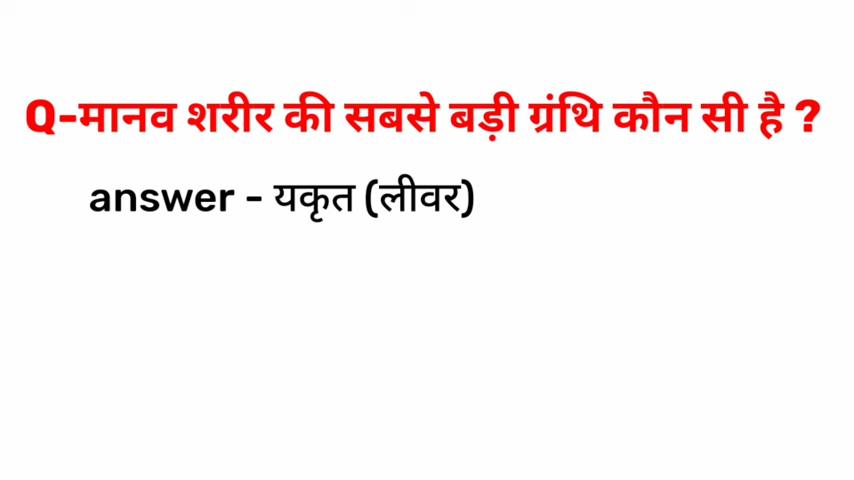 Q-मानव शरीर की सबसे बड़ी ग्रंथि कौन सी है ?
answer - यकृत (लीवर)